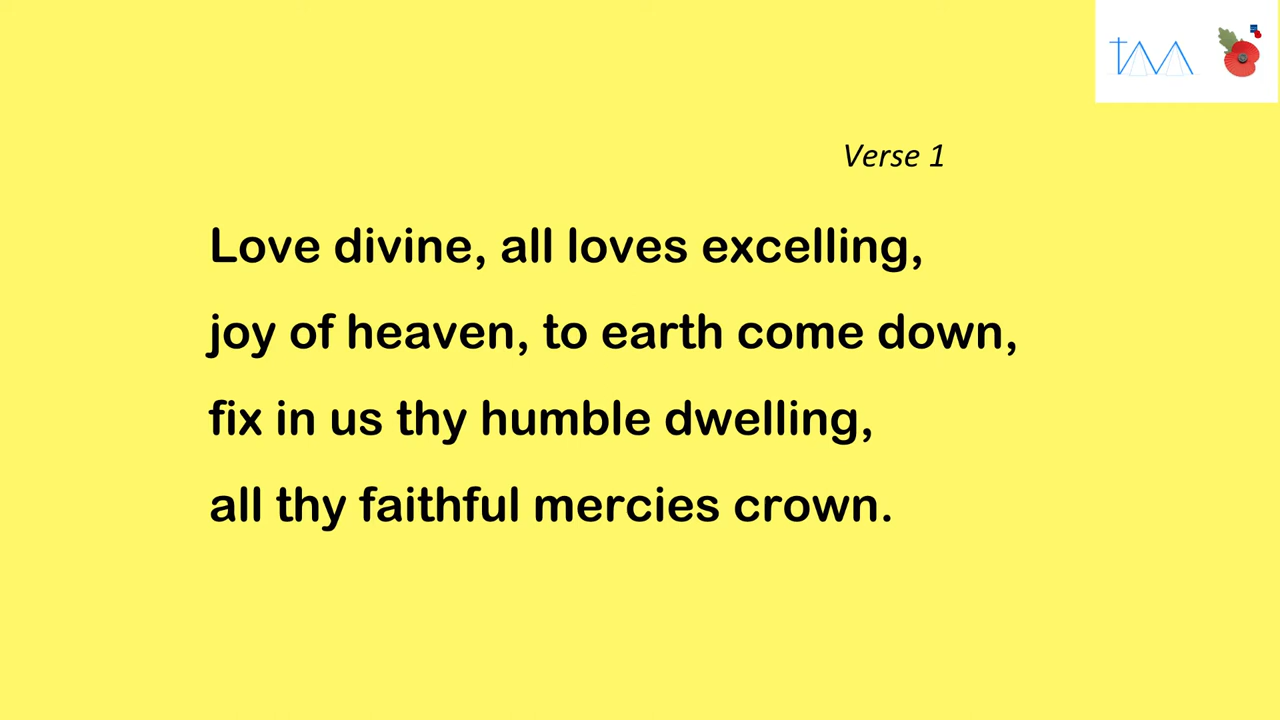 Verse 1
Love divine, all loves excelling,
joy of heaven, to earth come down,
fix in us thy humble dwelling,
all thy faithful mercies crown.